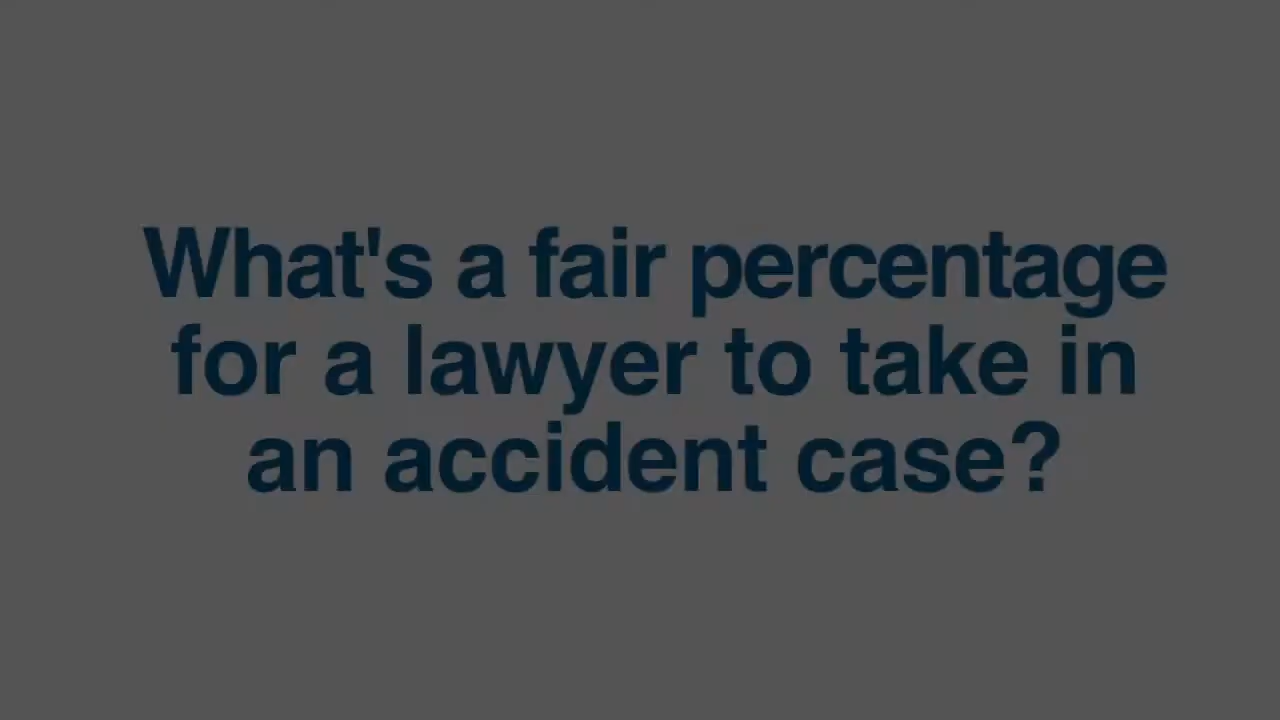 What's a fair percentage
for a lawyer to take in
an accident case?